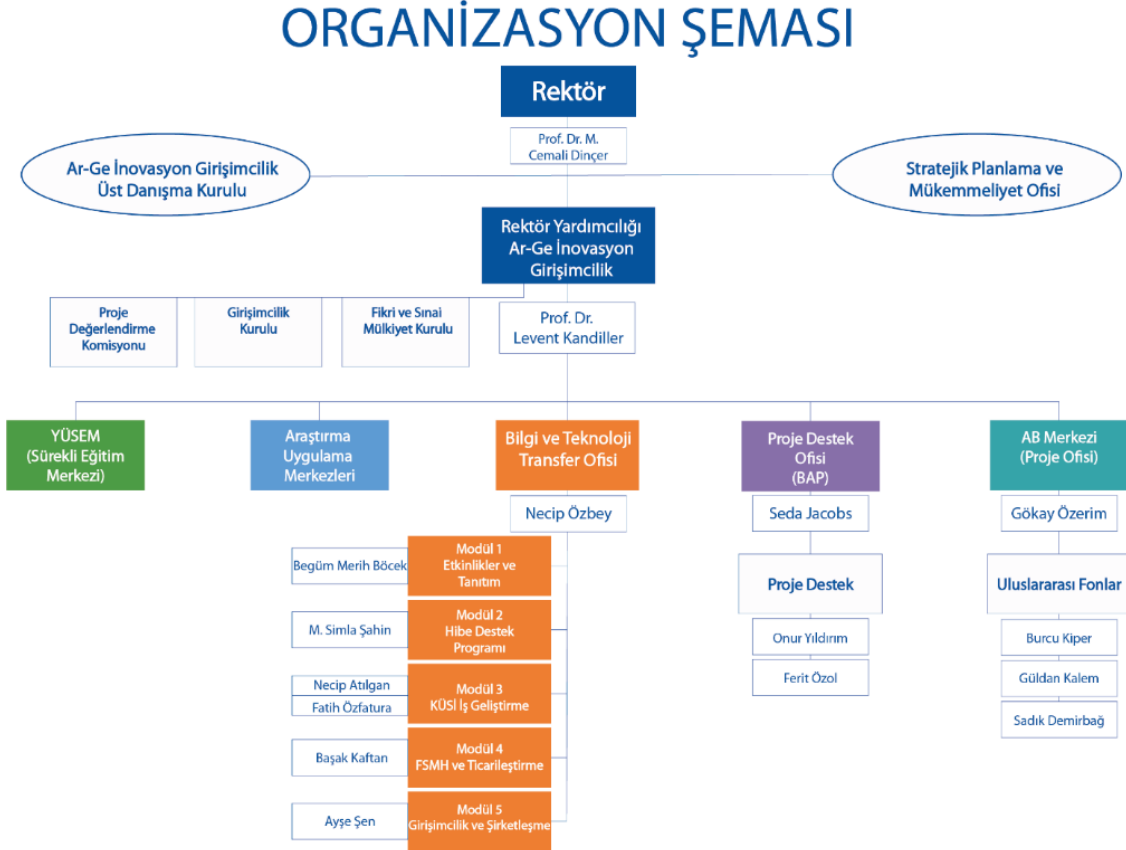 ORGANİZASYON ŞEMASI
Rektör
Prof. Dr. M.
Cemali Dinçer
Ar-Ge İnovasyon Girişimcilik
Üst Danışma Kurulu
Stratejik Planlama ve
Mükemmeliyet Ofisi
Rektör Yardımcılığı
Ar-Ge İnovasyon
Girişimcilik
Proje
Değerlendirme
Komisyonu
Girişimcilik
Kurulu
Fikri ve Sınai
Mülkiyet Kurulu
Prof. Dr.
Levent Kandiller
YÜSEM
(Sürekli Eğitim
Merkezi)
Araştırma
Uygulama
Merkezleri
Bilgi ve Teknoloji
Transfer Ofisi
Proje Destek
Ofisi
(BAP)
AB Merkezi
(Proje Ofisi)
Necip Özbey
Seda Jacobs
Gökay Özerim
Begüm Merih Böcek
Modül 1
Etkinlikler ve
Tanıtım
M. Simla Şahin
Modül 2
Hibe Destek
Programı
Necip Atılgan
Fatih Özfatura
Modül 3
KÜSİ İş Geliştirme
Başak Kaftan
Modül 4
FSMH ve Ticarileştirme
Ayşe Şen
Modül 5
Girişimcilik ve Şirketleşme
Proje Destek
Onur Yıldırım
Ferit Özol
Uluslararası Fonlar
Burcu Kiper
Güldan Kalem
Sadık Demirbağ